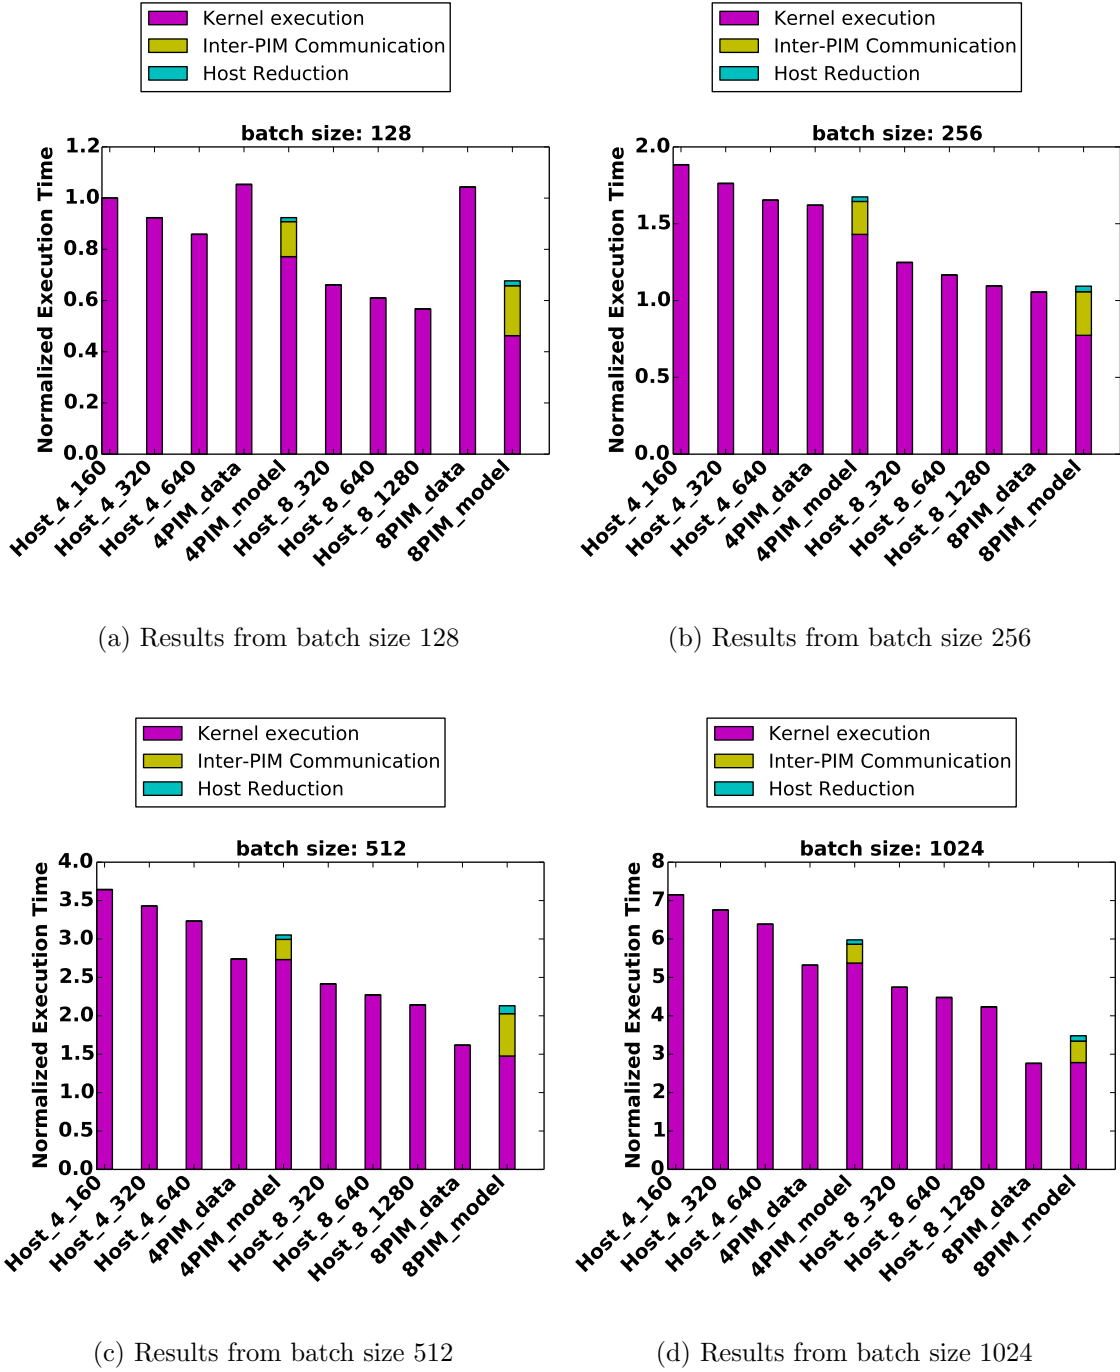 Kernel execution
Inter-PIM Communication
Host Reduction
batch size: 128
Normalized Execution Time
1.2
1.0
0.8
0.6
0.4
0.2
0.0
Host_4_160
Host_4_320
Host_4_640
4PIM_data
4PIM_model
Host_8_320
Host_8_640
Host_8_1280
8PIM_data
8PIM_model
(a) Results from batch size 128
Kernel execution
Inter-PIM Communication
Host Reduction
batch size: 256
Normalized Execution Time
2.0
1.5
1.0
0.5
0.0
Host_4_160
Host_4_320
Host_4_640
4PIM_data
4PIM_model
Host_8_320
Host_8_640
Host_8_1280
8PIM_data
8PIM_model
(b) Results from batch size 256
Kernel execution
Inter-PIM Communication
Host Reduction
batch size: 512
Normalized Execution Time
4.0
3.5
3.0
2.5
2.0
1.5
1.0
0.5
0.0
Host_4_160
Host_4_320
Host_4_640
4PIM_data
4PIM_model
Host_8_320
Host_8_640
Host_8_1280
8PIM_data
8PIM_model
(c) Results from batch size 512
Kernel execution
Inter-PIM Communication
Host Reduction
batch size: 1024
Normalized Execution Time
8
7
6
5
4
3
2
1
0
Host_4_160
Host_4_320
Host_4_640
4PIM_data
4PIM_model
Host_8_320
Host_8_640
Host_8_1280
8PIM_data
8PIM_model
(d) Results from batch size 1024